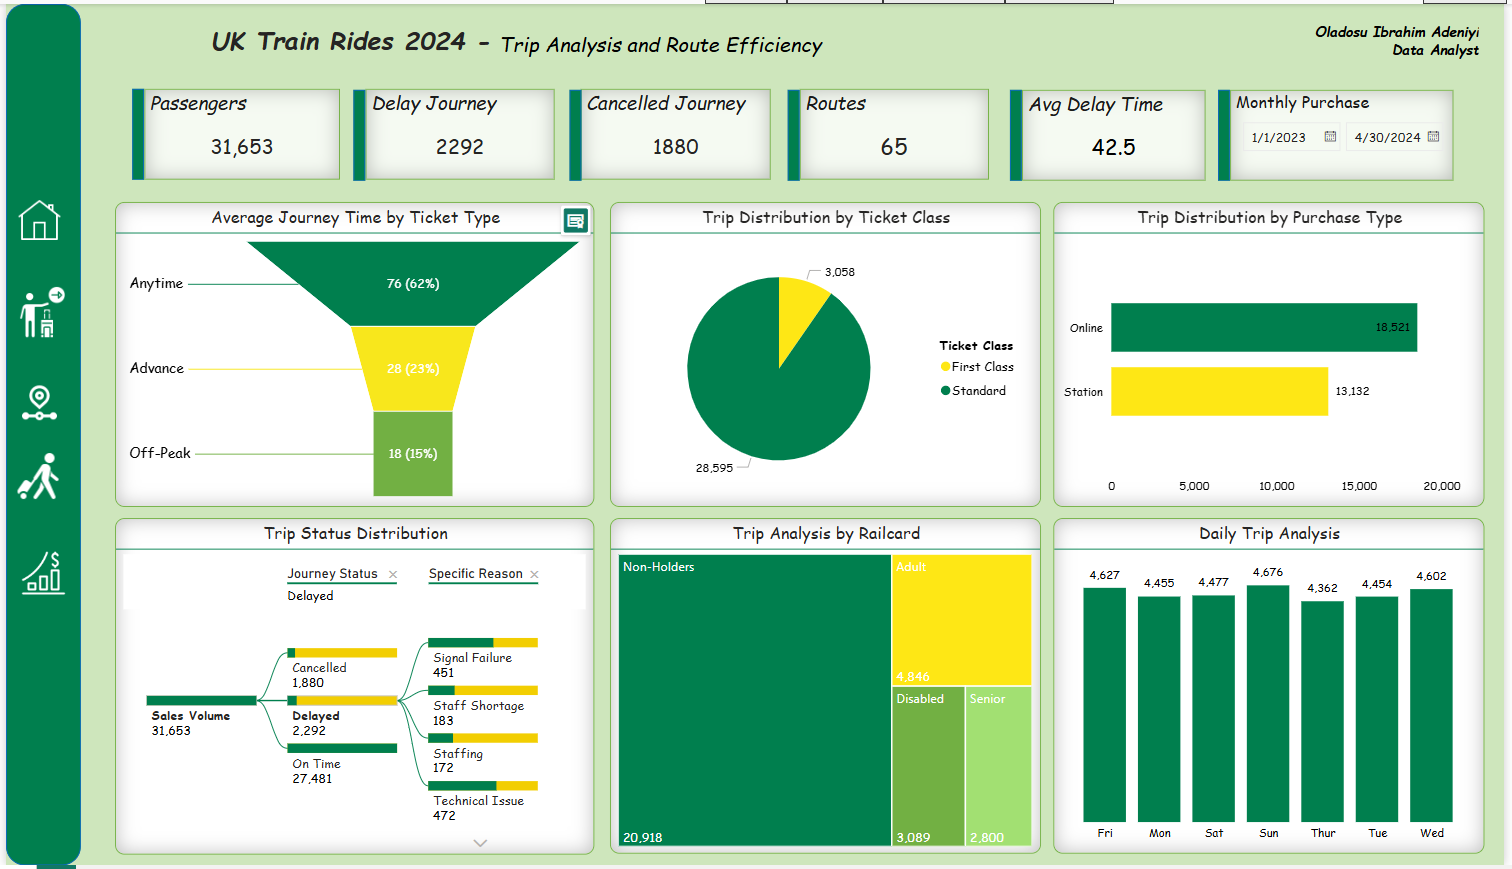 UK Train Rides 2024 - Trip Analysis and Route Efficiency
Oladosu Ibrahim Adeniyi
Data Analyst
Passengers
31,653
Delay Journey
2292
Cancelled Journey
1880
Routes
65
Avg Delay Time
42.5
Monthly Purchase
1/1/2023
4/30/2024
Average Journey Time by Ticket Type
Anytime
76 (62%)
Advance
28 (23%)
Off-Peak
18 (15%)
Trip Distribution by Ticket Class
3,058
28,595
Ticket Class
First Class
Standard
Trip Distribution by Purchase Type
Online
18,521
Station
13,132
0
5,000
10,000
15,000
20,000
Trip Status Distribution
Journey Status
Delayed
Specific Reason
Sales Volume
31,653
Cancelled
1,880
Delayed
2,292
On Time
27,481
Signal Failure
451
Staff Shortage
183
Staffing
172
Technical Issue
472
Trip Analysis by Railcard
Non-Holders
20,918
Adult
4,846
Disabled
3,089
Senior
2,800
Daily Trip Analysis
4,627
4,455
4,477
4,676
4,362
4,454
4,602
Fri
Mon
Sat
Sun
Thur
Tue
Wed